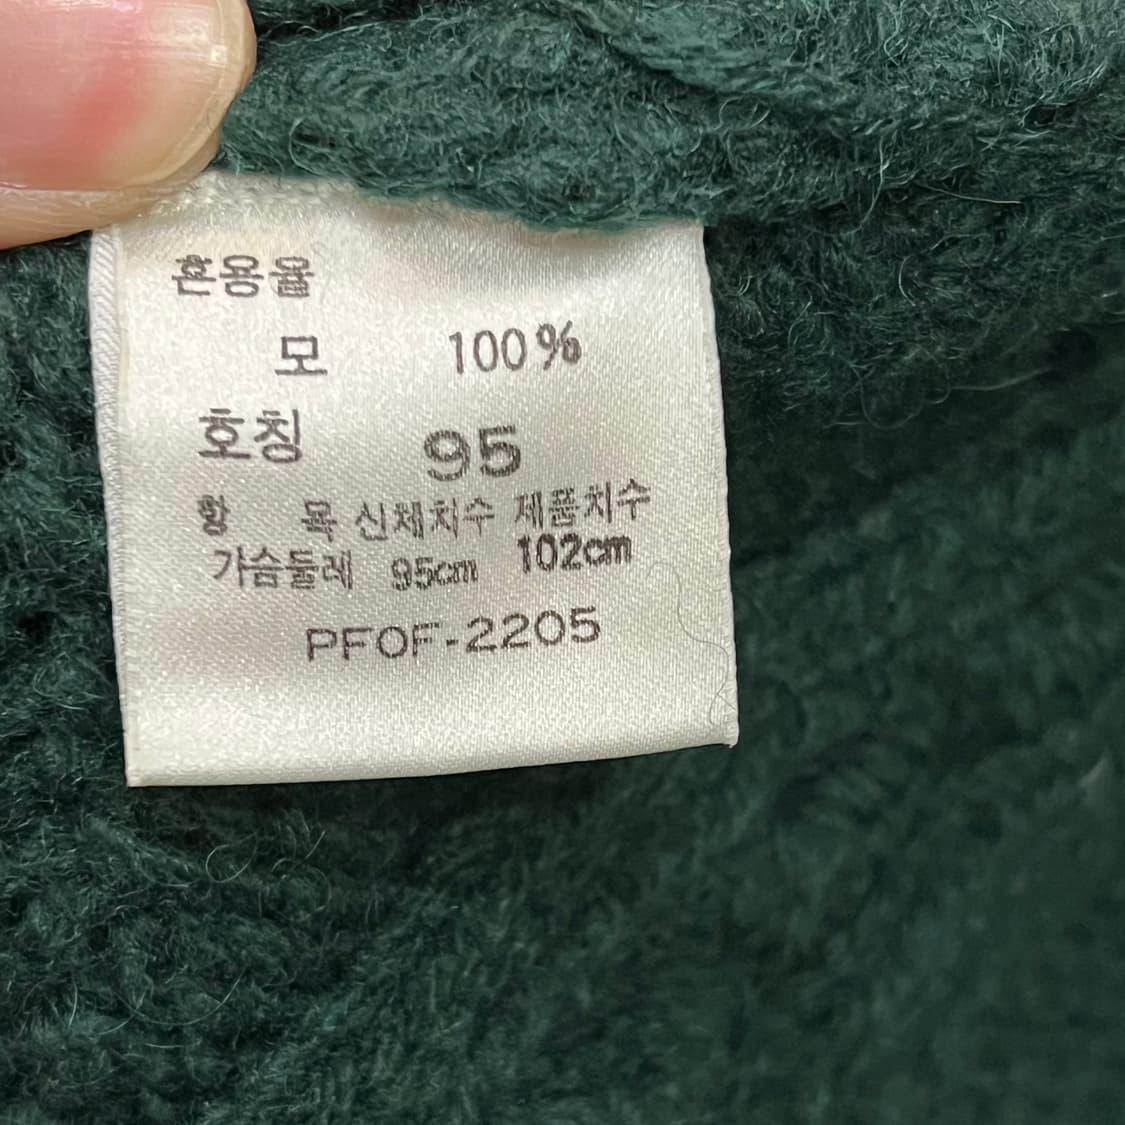 혼용율
모 100%
호칭 95
항 목 신체치수 제품치수
가슴둘레 95cm 102cm
PFOF-2205